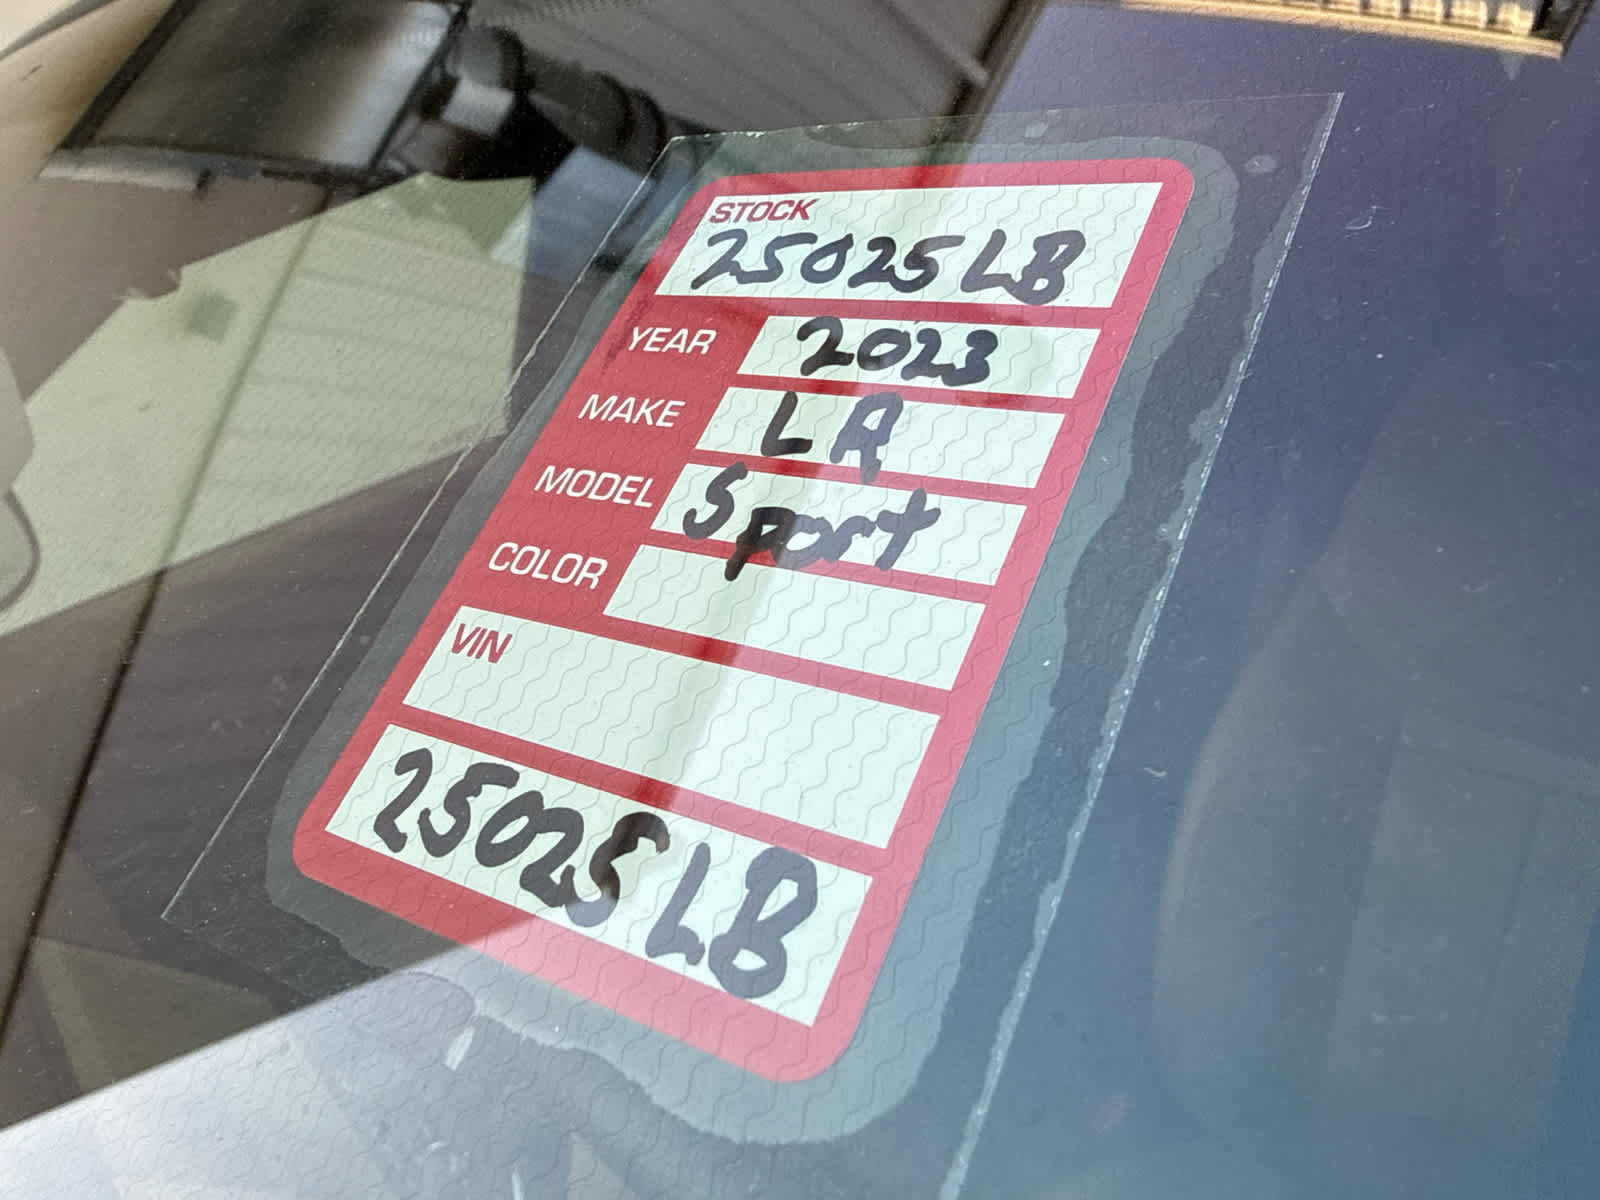 STOCK
25025LB
YEAR 2023
MAKE LR
MODEL Sport
COLOR
VIN
25025LB